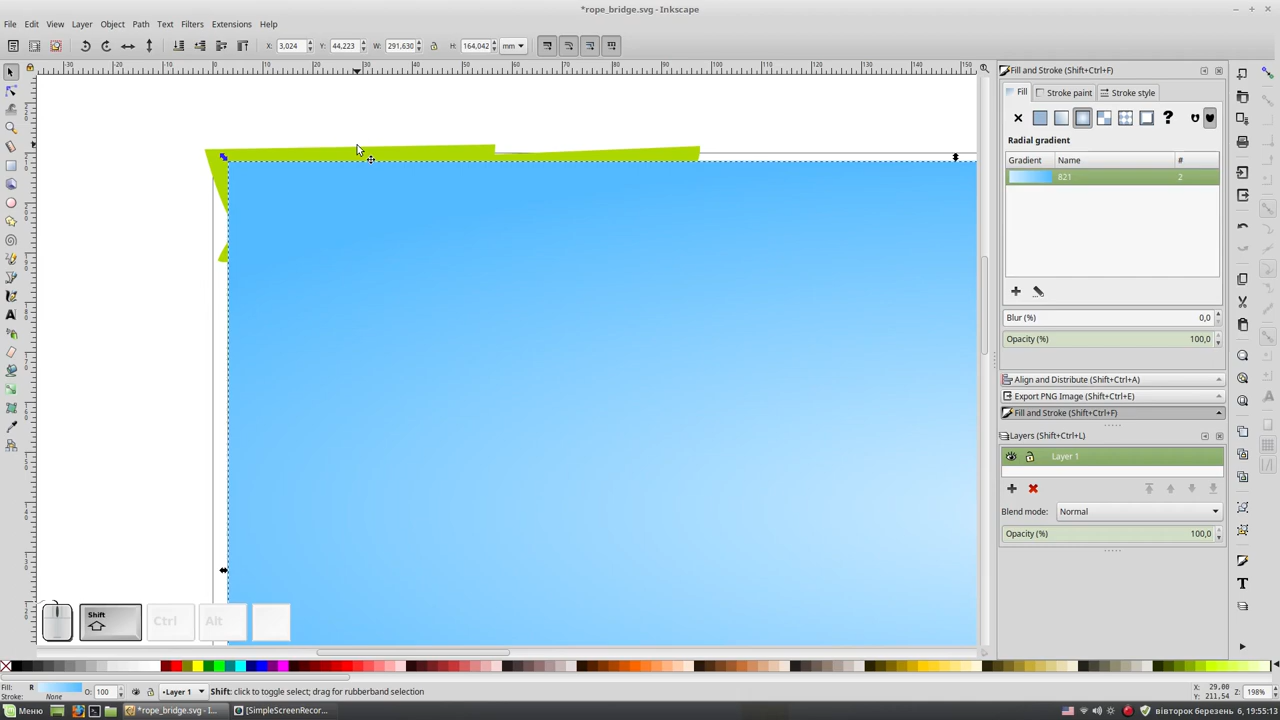 *rope_bridge.svg - Inkscape
File Edit View Layer Object Path Text Filters Extensions Help
X: 3,024 Y: 44,223 W: 291,630 H: 164,042 mm
Fill and Stroke (Shift+Ctrl+F)
Fill Stroke paint Stroke style
?
Radial gradient
Gradient Name #
821 2
Blur (%) 0,0
Opacity (%) 100,0
Align and Distribute (Shift+Ctrl+A)
Export PNG Image (Shift+Ctrl+E)
Fill and Stroke (Shift+Ctrl+F)
Layers (Shift+Ctrl+L)
Layer 1
Blend mode: Normal
Opacity (%) 100,0
Shift Ctrl Alt
Fill: R O: 100 •Layer 1 Shift: click to toggle select; drag for rubberband selection X: 29,00 Z: 198%
Stroke: None Y: 211,54
Меню *rope_bridge.svg - I... [SimpleScreenRecor... вівторок березень 6, 19:55:13